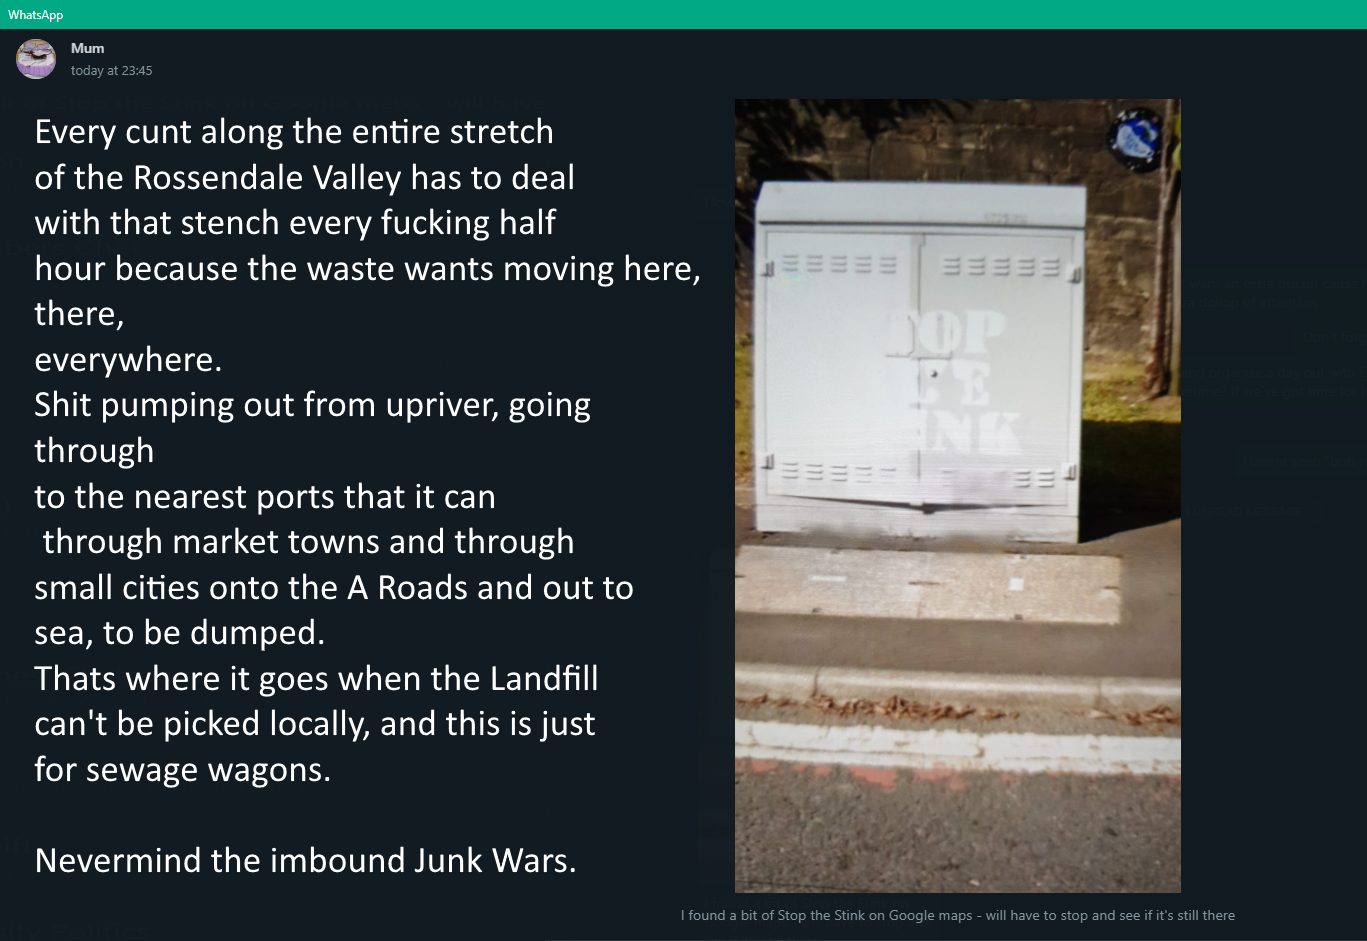 WhatsApp
Mum
today at 23:45
Every cunt along the entire stretch
of the Rossendale Valley has to deal
with that stench every fucking half
hour because the waste wants moving here,
there,
everywhere.
Shit pumping out from upriver, going
through
to the nearest ports that it can
through market towns and through
small cities onto the A Roads and out to
sea, to be dumped.
Thats where it goes when the Landfill
can't be picked locally, and this is just
for sewage wagons.
Nevermind the imbound Junk Wars.
I found a bit of Stop the Stink on Google maps - will have to stop and see if it's still there